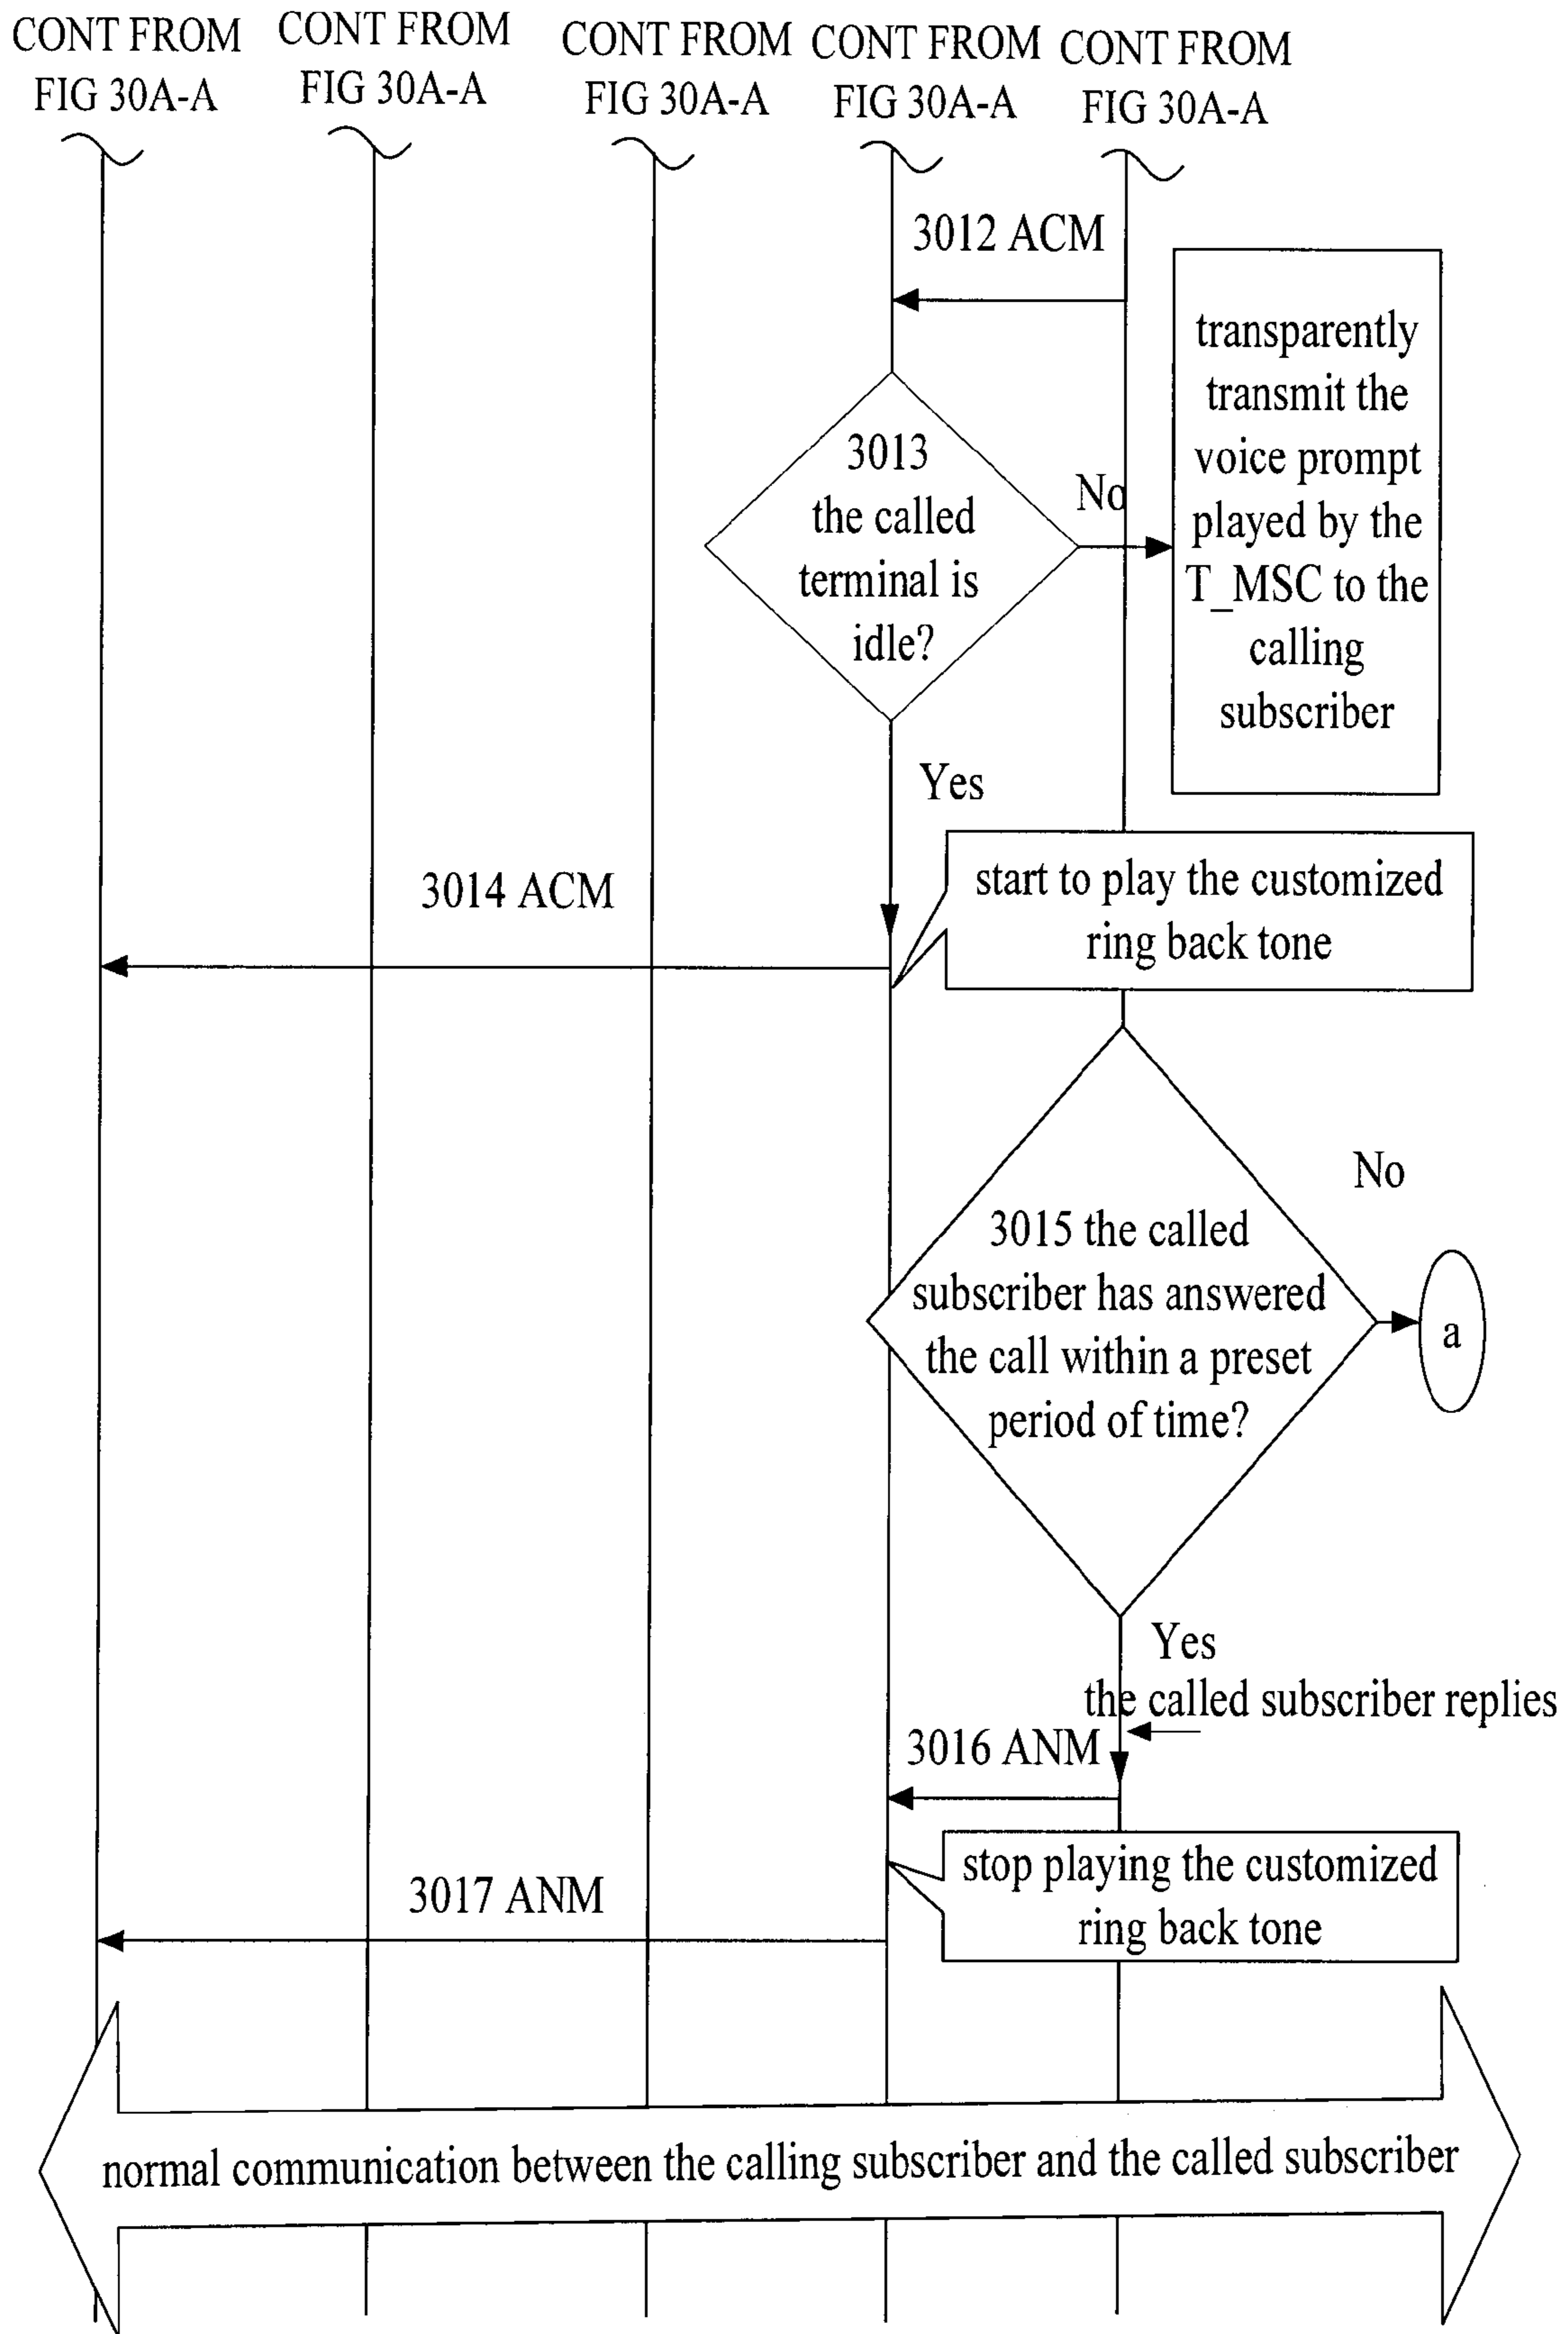 CONT FROM
FIG 30A-A
CONT FROM
FIG 30A-A
CONT FROM
FIG 30A-A
CONT FROM
FIG 30A-A
CONT FROM
FIG 30A-A
3012 ACM
transparently
transmit the
voice prompt
played by the
T_MSC to the
calling
subscriber
3013
the called
terminal is
idle?
No
Yes
3014 ACM
start to play the customized
ring back tone
3015 the called
subscriber has answered
the call within a preset
period of time?
No
a
Yes
the called subscriber replies
3016 ANM
stop playing the customized
ring back tone
3017 ANM
normal communication between the calling subscriber and the called subscriber